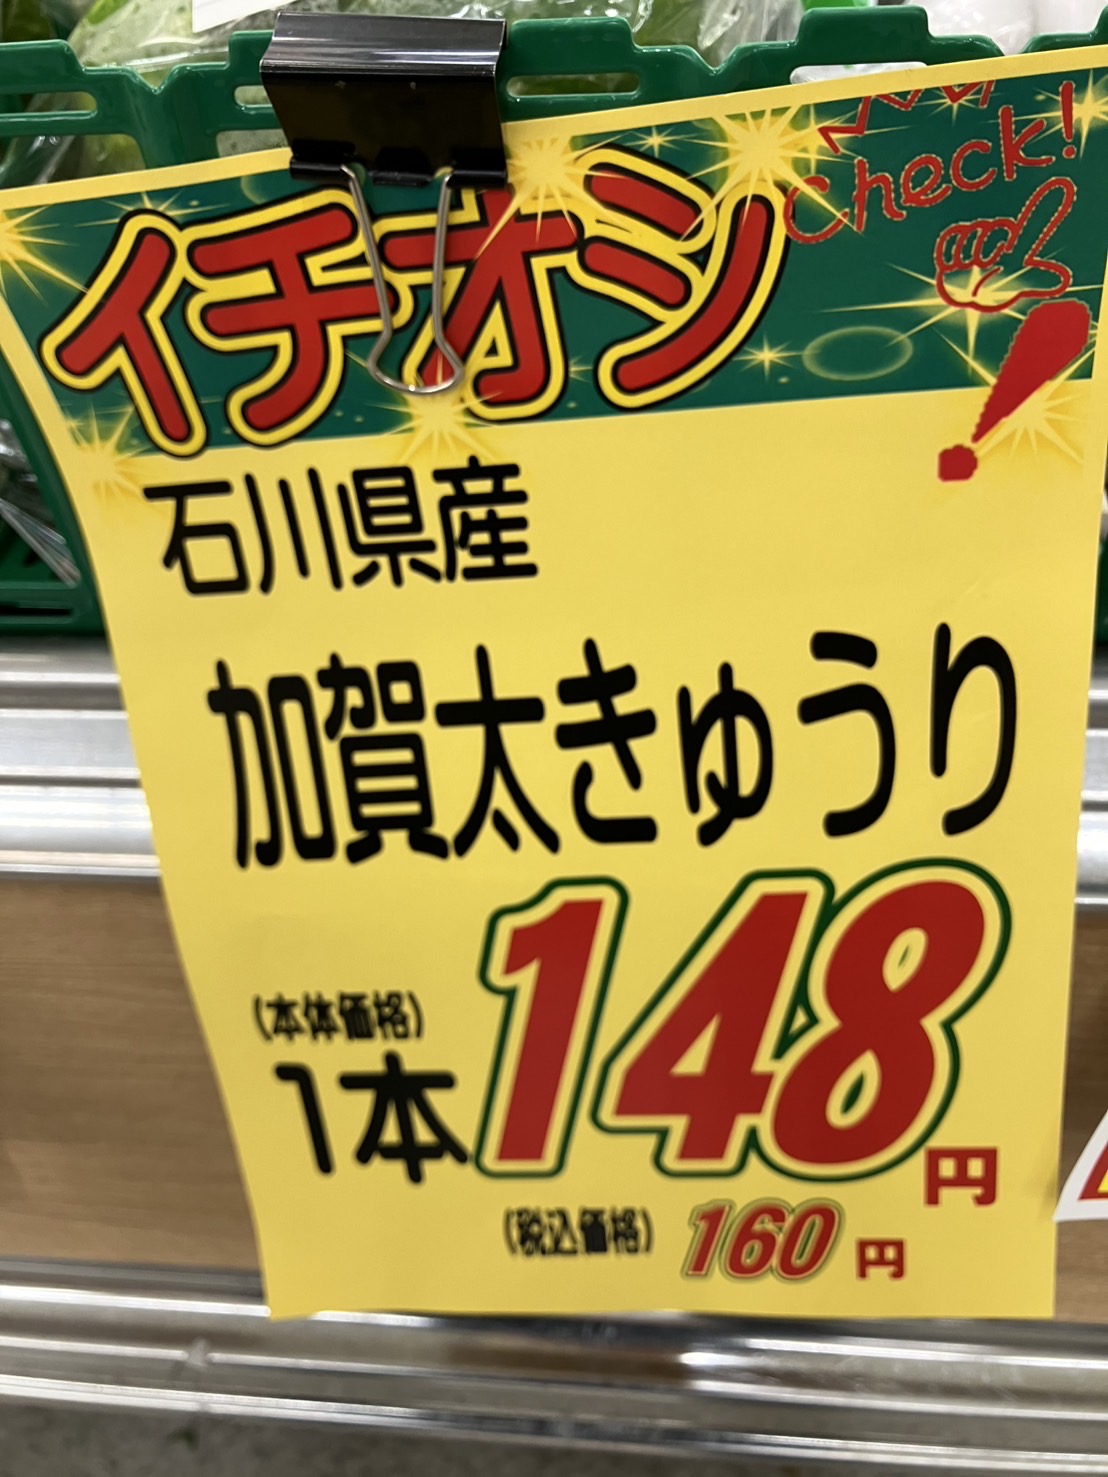 Check!
イチオシ
石川県産
加賀太きゅうり
(本体価格)
1本 148円
(税込価格) 160円